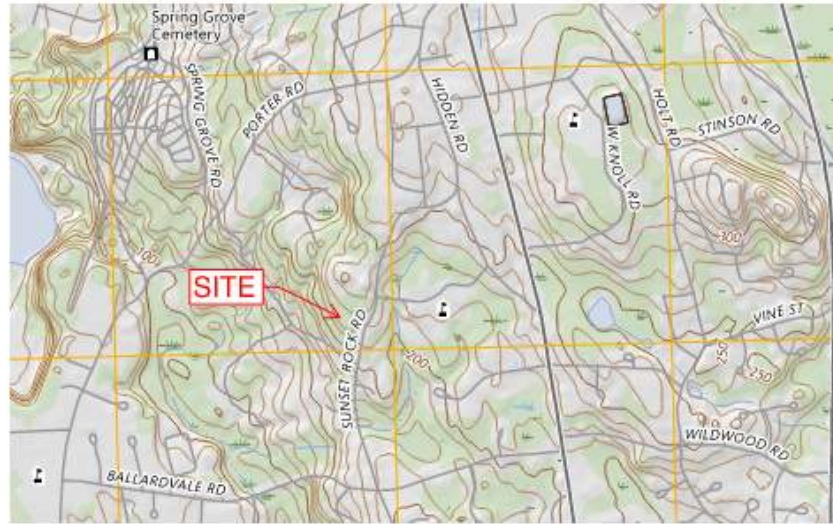 Spring Grove
Cemetery
SPRING GROVE RD
PORTER RD
HIDDEN RD
HOLT RD
STINSON RD
W KNOLL RD
100
300
SITE
SUNSET ROCK RD
200
VINE ST
250
250
WILDWOOD RD
BALLARDVALE RD